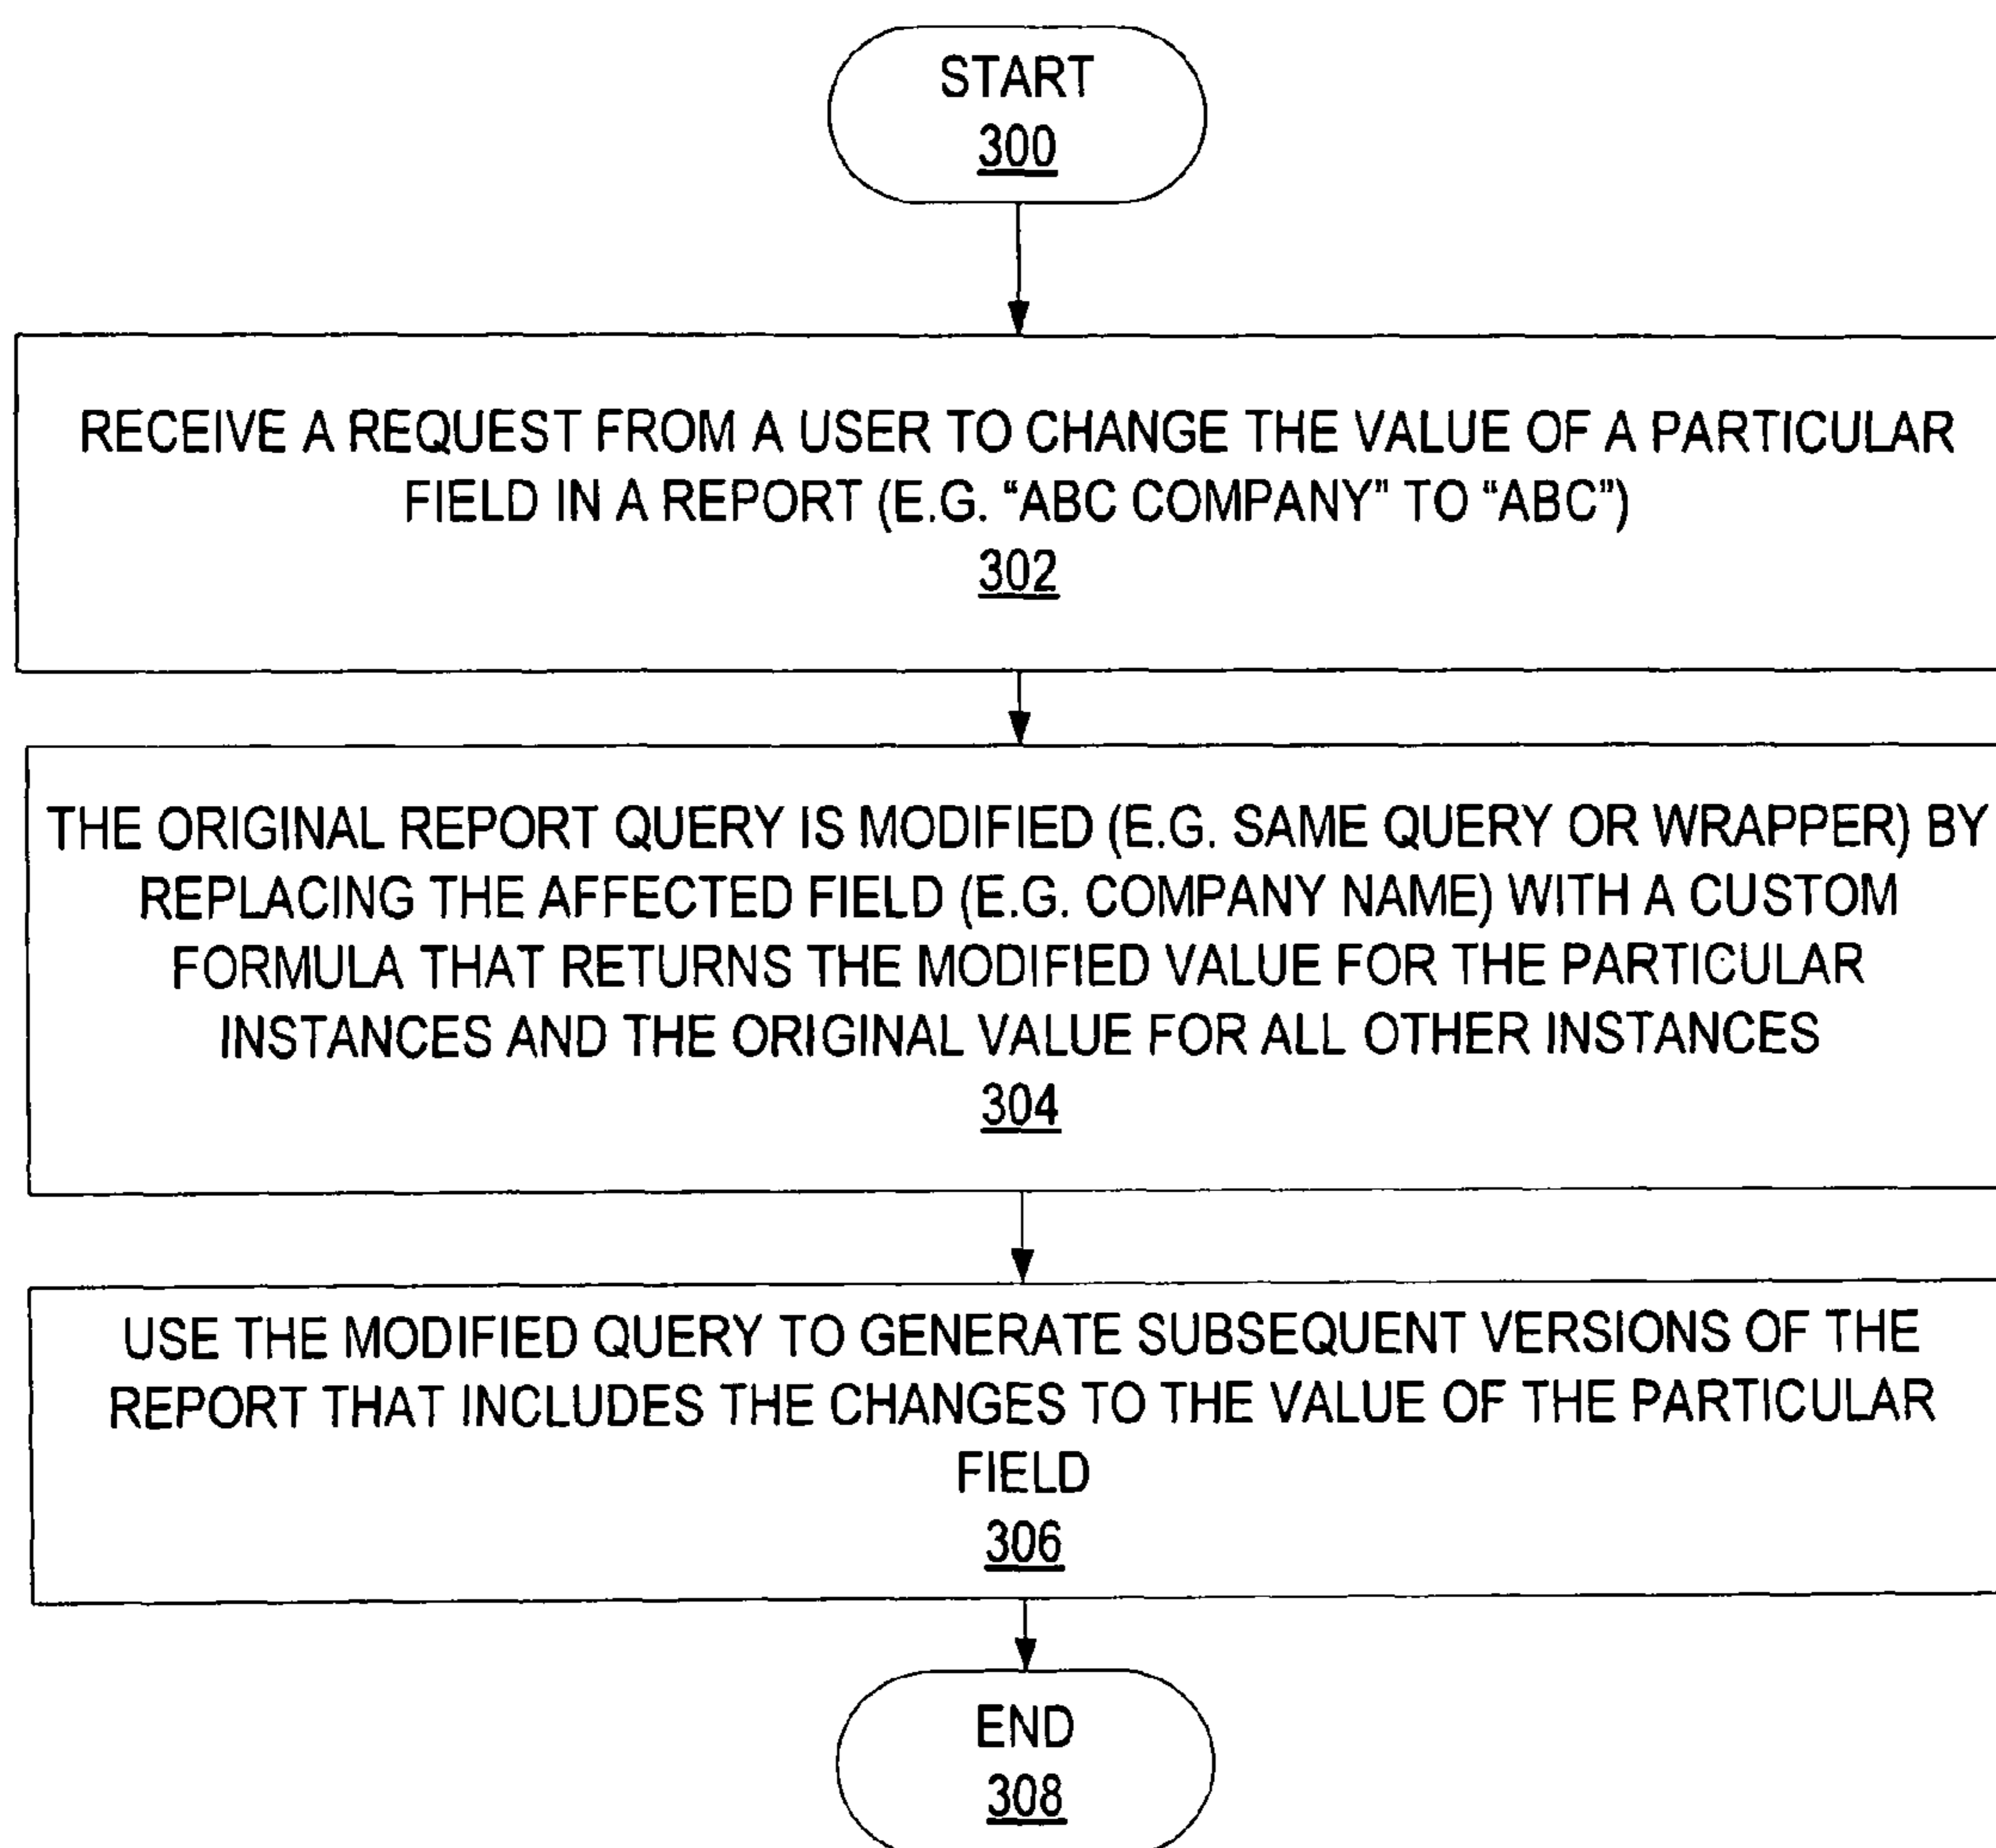 START
300
RECEIVE A REQUEST FROM A USER TO CHANGE THE VALUE OF A PARTICULAR
FIELD IN A REPORT (E.G. “ABC COMPANY” TO “ABC”)
302
THE ORIGINAL REPORT QUERY IS MODIFIED (E.G. SAME QUERY OR WRAPPER) BY
REPLACING THE AFFECTED FIELD (E.G. COMPANY NAME) WITH A CUSTOM
FORMULA THAT RETURNS THE MODIFIED VALUE FOR THE PARTICULAR
INSTANCES AND THE ORIGINAL VALUE FOR ALL OTHER INSTANCES
304
USE THE MODIFIED QUERY TO GENERATE SUBSEQUENT VERSIONS OF THE
REPORT THAT INCLUDES THE CHANGES TO THE VALUE OF THE PARTICULAR
FIELD
306
END
308